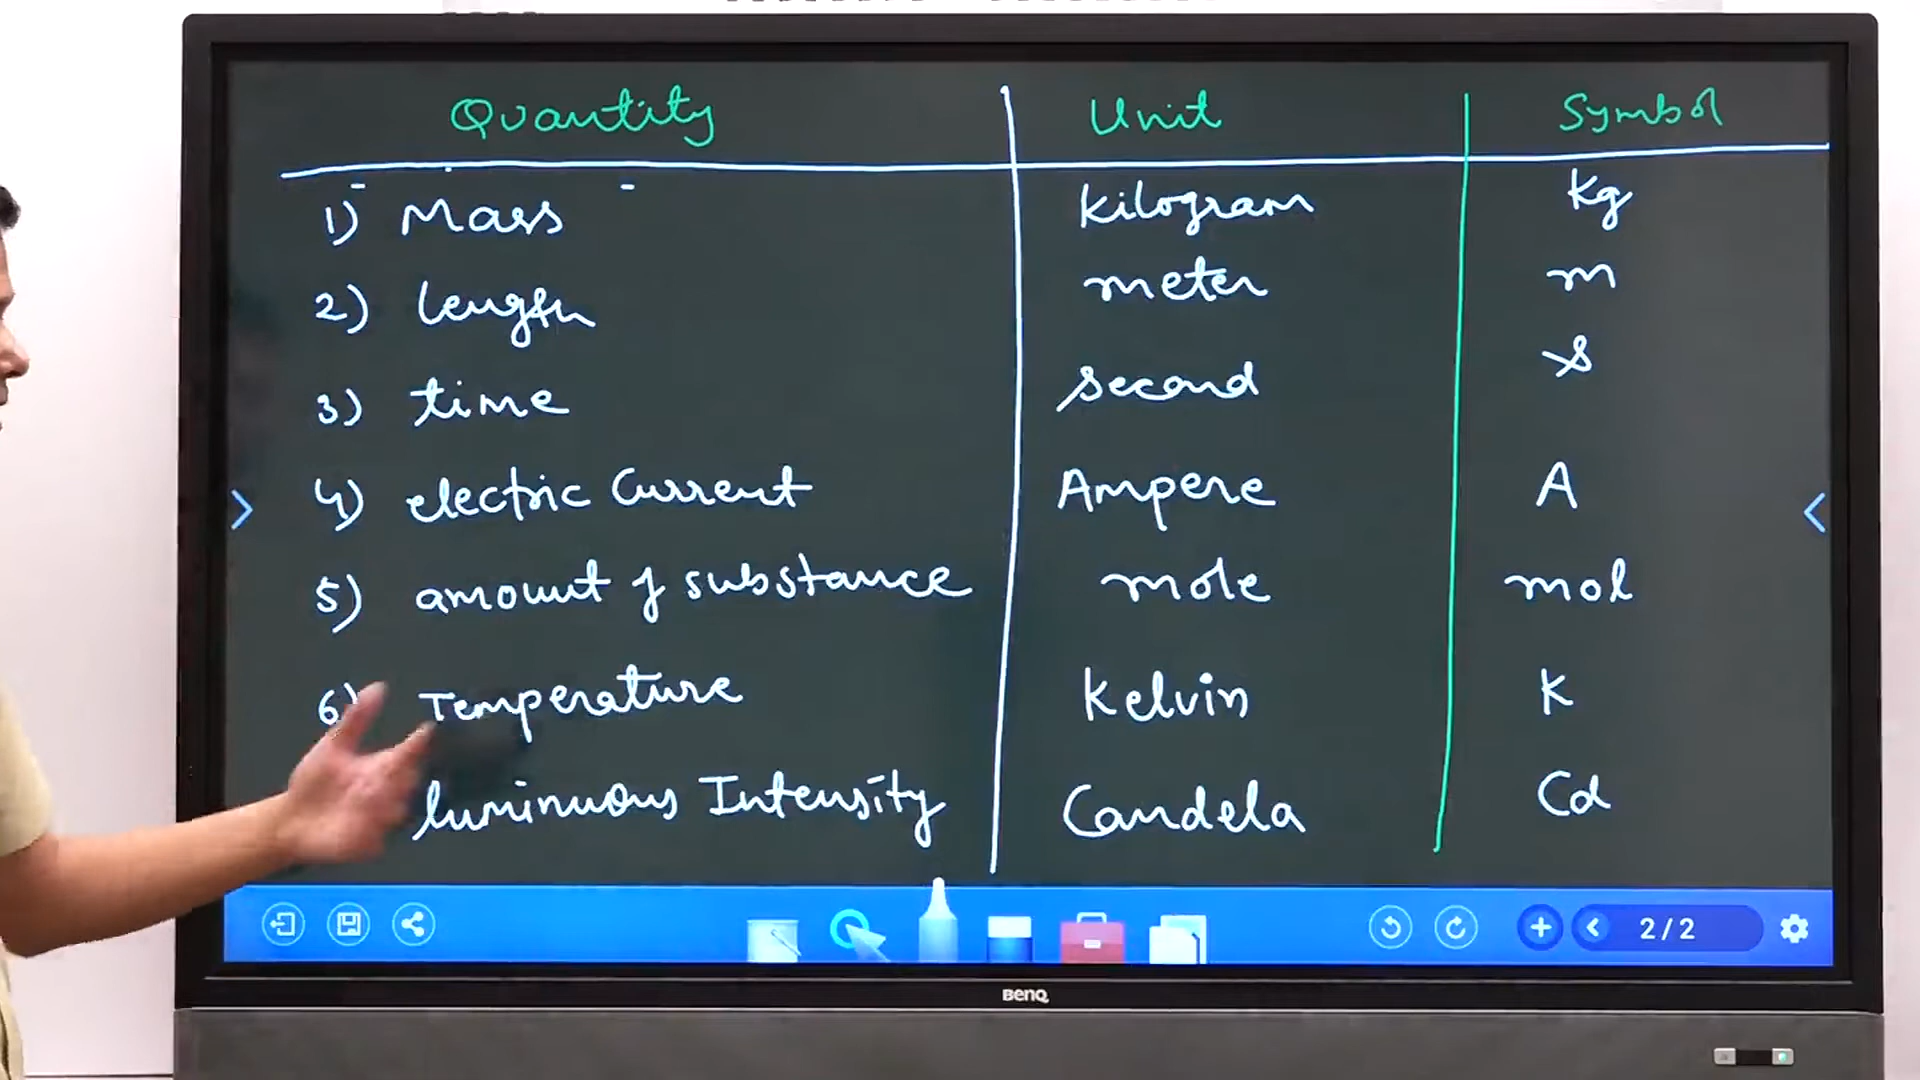 Quantity Unit Symbol
1) Mass kilogram kg
2) length meter m
3) time second s
4) electric Current Ampere A
5) amount of substance mole mol
6) Temperature Kelvin K
luminuous Intensity Candela Cd
2/2
BenQ